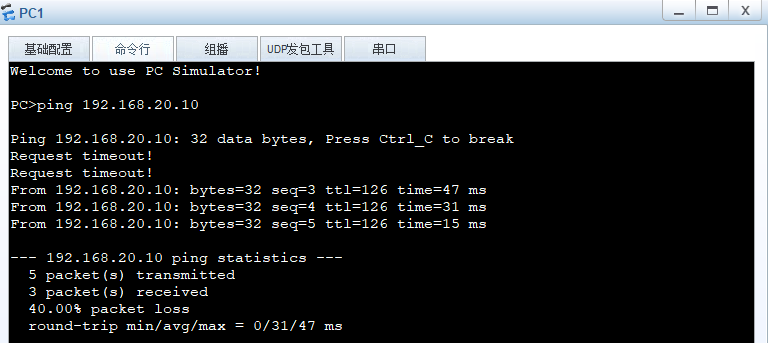 PC1
基础配置 命令行 组播 UDP发包工具 串口
Welcome to use PC Simulator!
PC>ping 192.168.20.10
Ping 192.168.20.10: 32 data bytes, Press Ctrl_C to break
Request timeout!
Request timeout!
From 192.168.20.10: bytes=32 seq=3 ttl=126 time=47 ms
From 192.168.20.10: bytes=32 seq=4 ttl=126 time=31 ms
From 192.168.20.10: bytes=32 seq=5 ttl=126 time=15 ms
--- 192.168.20.10 ping statistics ---
5 packet(s) transmitted
3 packet(s) received
40.00% packet loss
round-trip min/avg/max = 0/31/47 ms